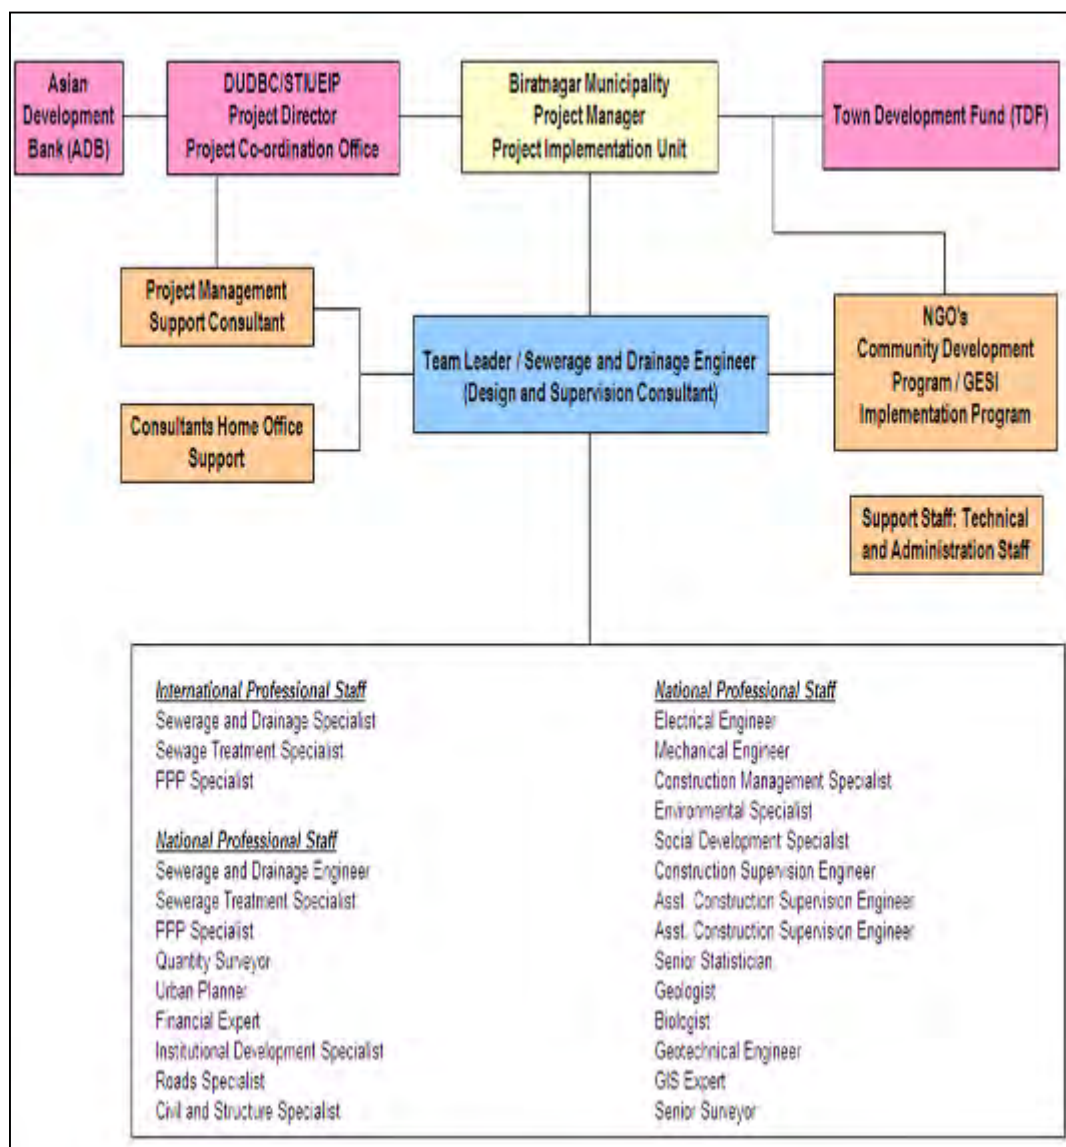 Asian
Development
Bank (ADB)
DUDBC/STIUEIP
Project Director
Project Co-ordination Office
Biratnagar Municipality
Project Manager
Project Implementation Unit
Town Development Fund (TDF)
Project Management
Support Consultant
Consultants Home Office
Support
Team Leader / Sewerage and Drainage Engineer
(Design and Supervision Consultant)
NGO's
Community Development
Program / GESI
Implementation Program
Support Staff: Technical
and Administration Staff
International Professional Staff
Sewerage and Drainage Specialist
Sewage Treatment Specialist
PPP Specialist
National Professional Staff
Sewerage and Drainage Engineer
Sewerage Treatment Specialist
PPP Specialist
Quantity Surveyor
Urban Planner
Financial Expert
Institutional Development Specialist
Roads Specialist
Civil and Structure Specialist
National Professional Staff
Electrical Engineer
Mechanical Engineer
Construction Management Specialist
Environmental Specialist
Social Development Specialist
Construction Supervision Engineer
Asst. Construction Supervision Engineer
Asst. Construction Supervision Engineer
Senior Statistician
Geologist
Biologist
Geotechnical Engineer
GIS Expert
Senior Surveyor